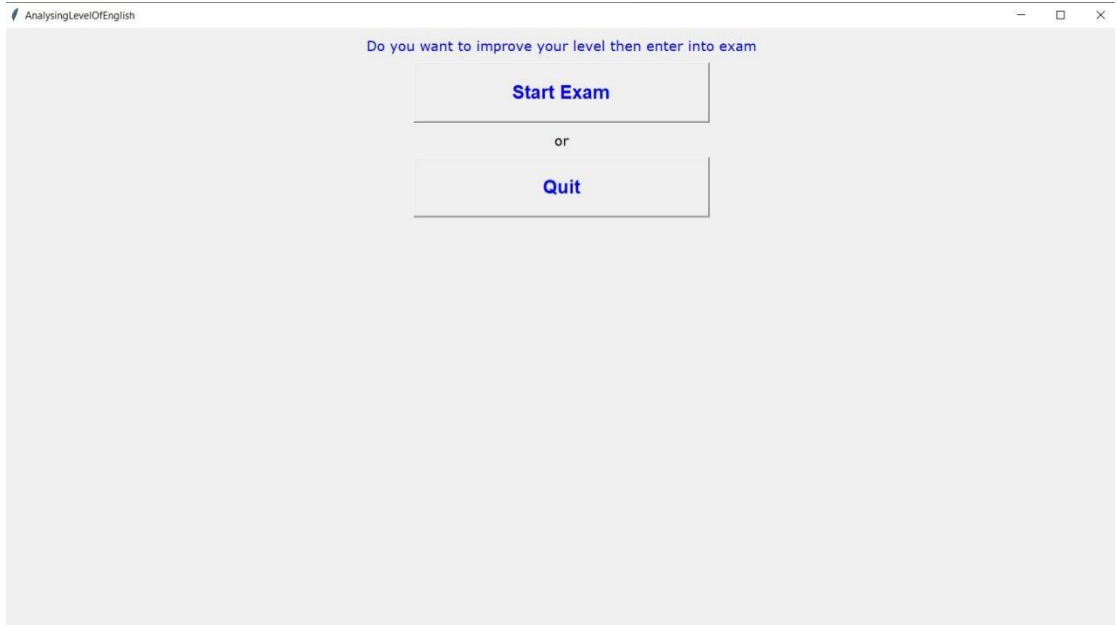 AnalysingLevelOfEnglish
Do you want to improve your level then enter into exam
Start Exam
or
Quit